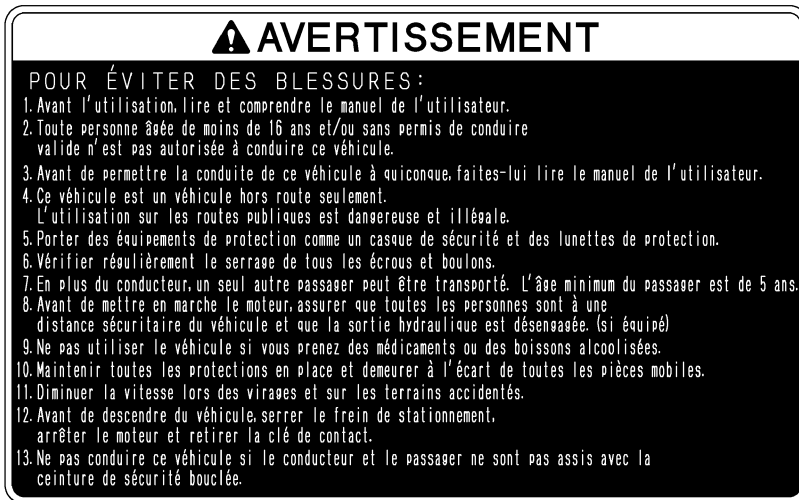 AVERTISSEMENT
POUR ÉVITER DES BLESSURES:
1. Avant l'utilisation, lire et comprendre le manuel de l'utilisateur.
2. Toute personne âgée de moins de 16 ans et/ou sans permis de conduire
valide n'est pas autorisée à conduire ce véhicule.
3. Avant de permettre la conduite de ce véhicule à quiconque, faites-lui lire le manuel de l'utilisateur.
4. Ce véhicule est un véhicule hors route seulement.
L'utilisation sur les routes publiques est dangereuse et illégale.
5. Porter des équipements de protection comme un casque de sécurité et des lunettes de protection.
6. Vérifier régulièrement le serrage de tous les écrous et boulons.
7. En plus du conducteur, un seul autre passager peut être transporté. L'âge minimum du passager est de 5 ans.
8. Avant de mettre en marche le moteur, assurer que toutes les personnes sont à une
distance sécuritaire du véhicule et que la sortie hydraulique est désengagée. (si équipé)
9. Ne pas utiliser le véhicule si vous prenez des médicaments ou des boissons alcoolisées.
10. Maintenir toutes les protections en place et demeurer à l'écart de toutes les pièces mobiles.
11. Diminuer la vitesse lors des virages et sur les terrains accidentés.
12. Avant de descendre du véhicule, serrer le frein de stationnement,
arrêter le moteur et retirer la clé de contact.
13. Ne pas conduire ce véhicule si le conducteur et le passager ne sont pas assis avec la
ceinture de sécurité bouclée.